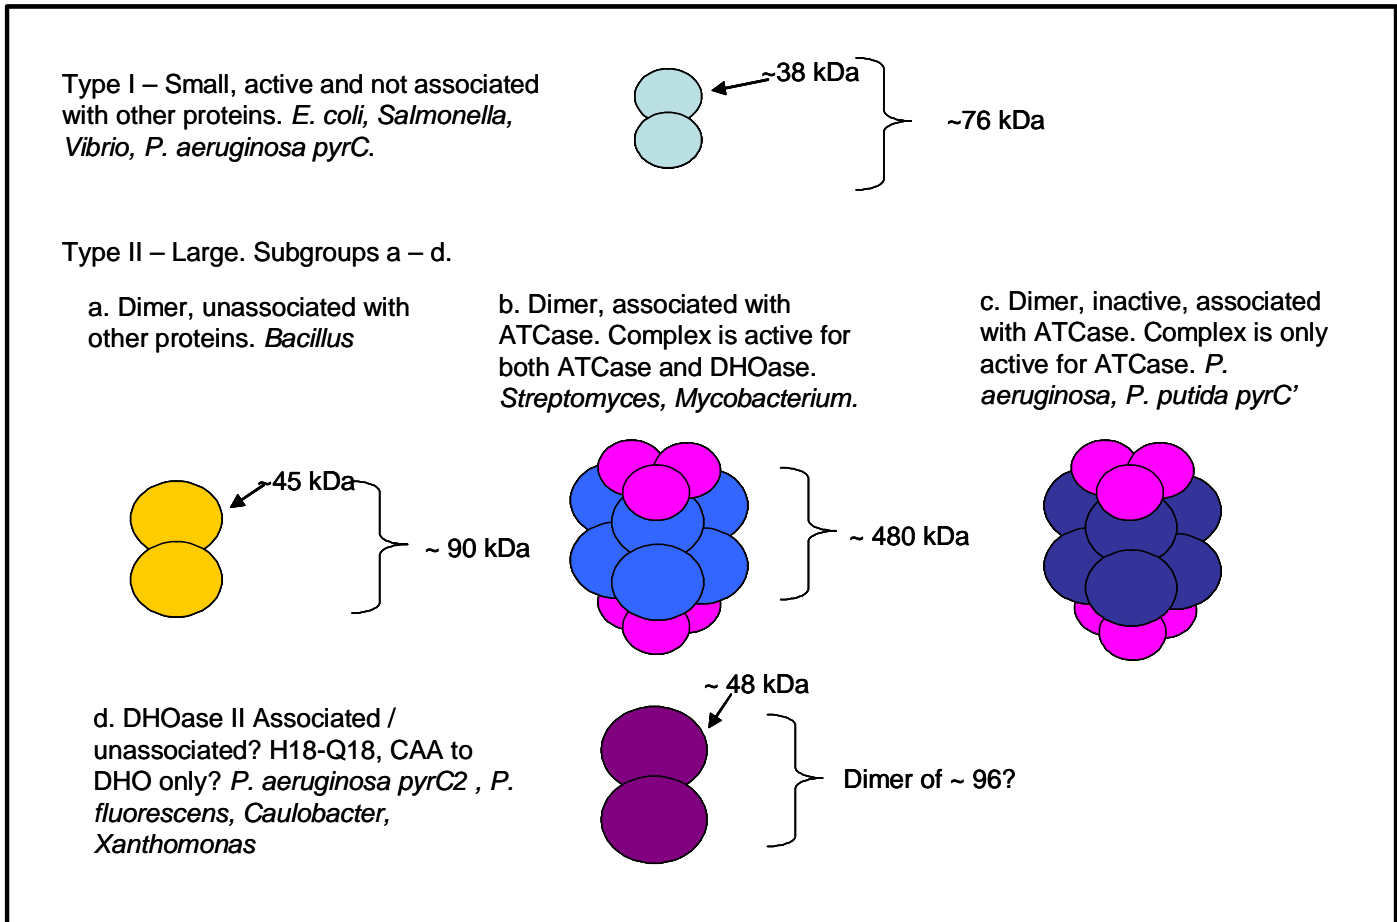 Type I – Small, active and not associated
with other proteins. E. coli, Salmonella,
Vibrio, P. aeruginosa pyrC.
~38 kDa
~76 kDa
Type II – Large. Subgroups a – d.
a. Dimer, unassociated with
other proteins. Bacillus
b. Dimer, associated with
ATCase. Complex is active for
both ATCase and DHOase.
Streptomyces, Mycobacterium.
c. Dimer, inactive, associated
with ATCase. Complex is only
active for ATCase. P.
aeruginosa, P. putida pyrC’
~45 kDa
~ 90 kDa
~ 480 kDa
d. DHOase II Associated /
unassociated? H18-Q18, CAA to
DHO only? P. aeruginosa pyrC2 , P.
fluorescens, Caulobacter,
Xanthomonas
~ 48 kDa
Dimer of ~ 96?